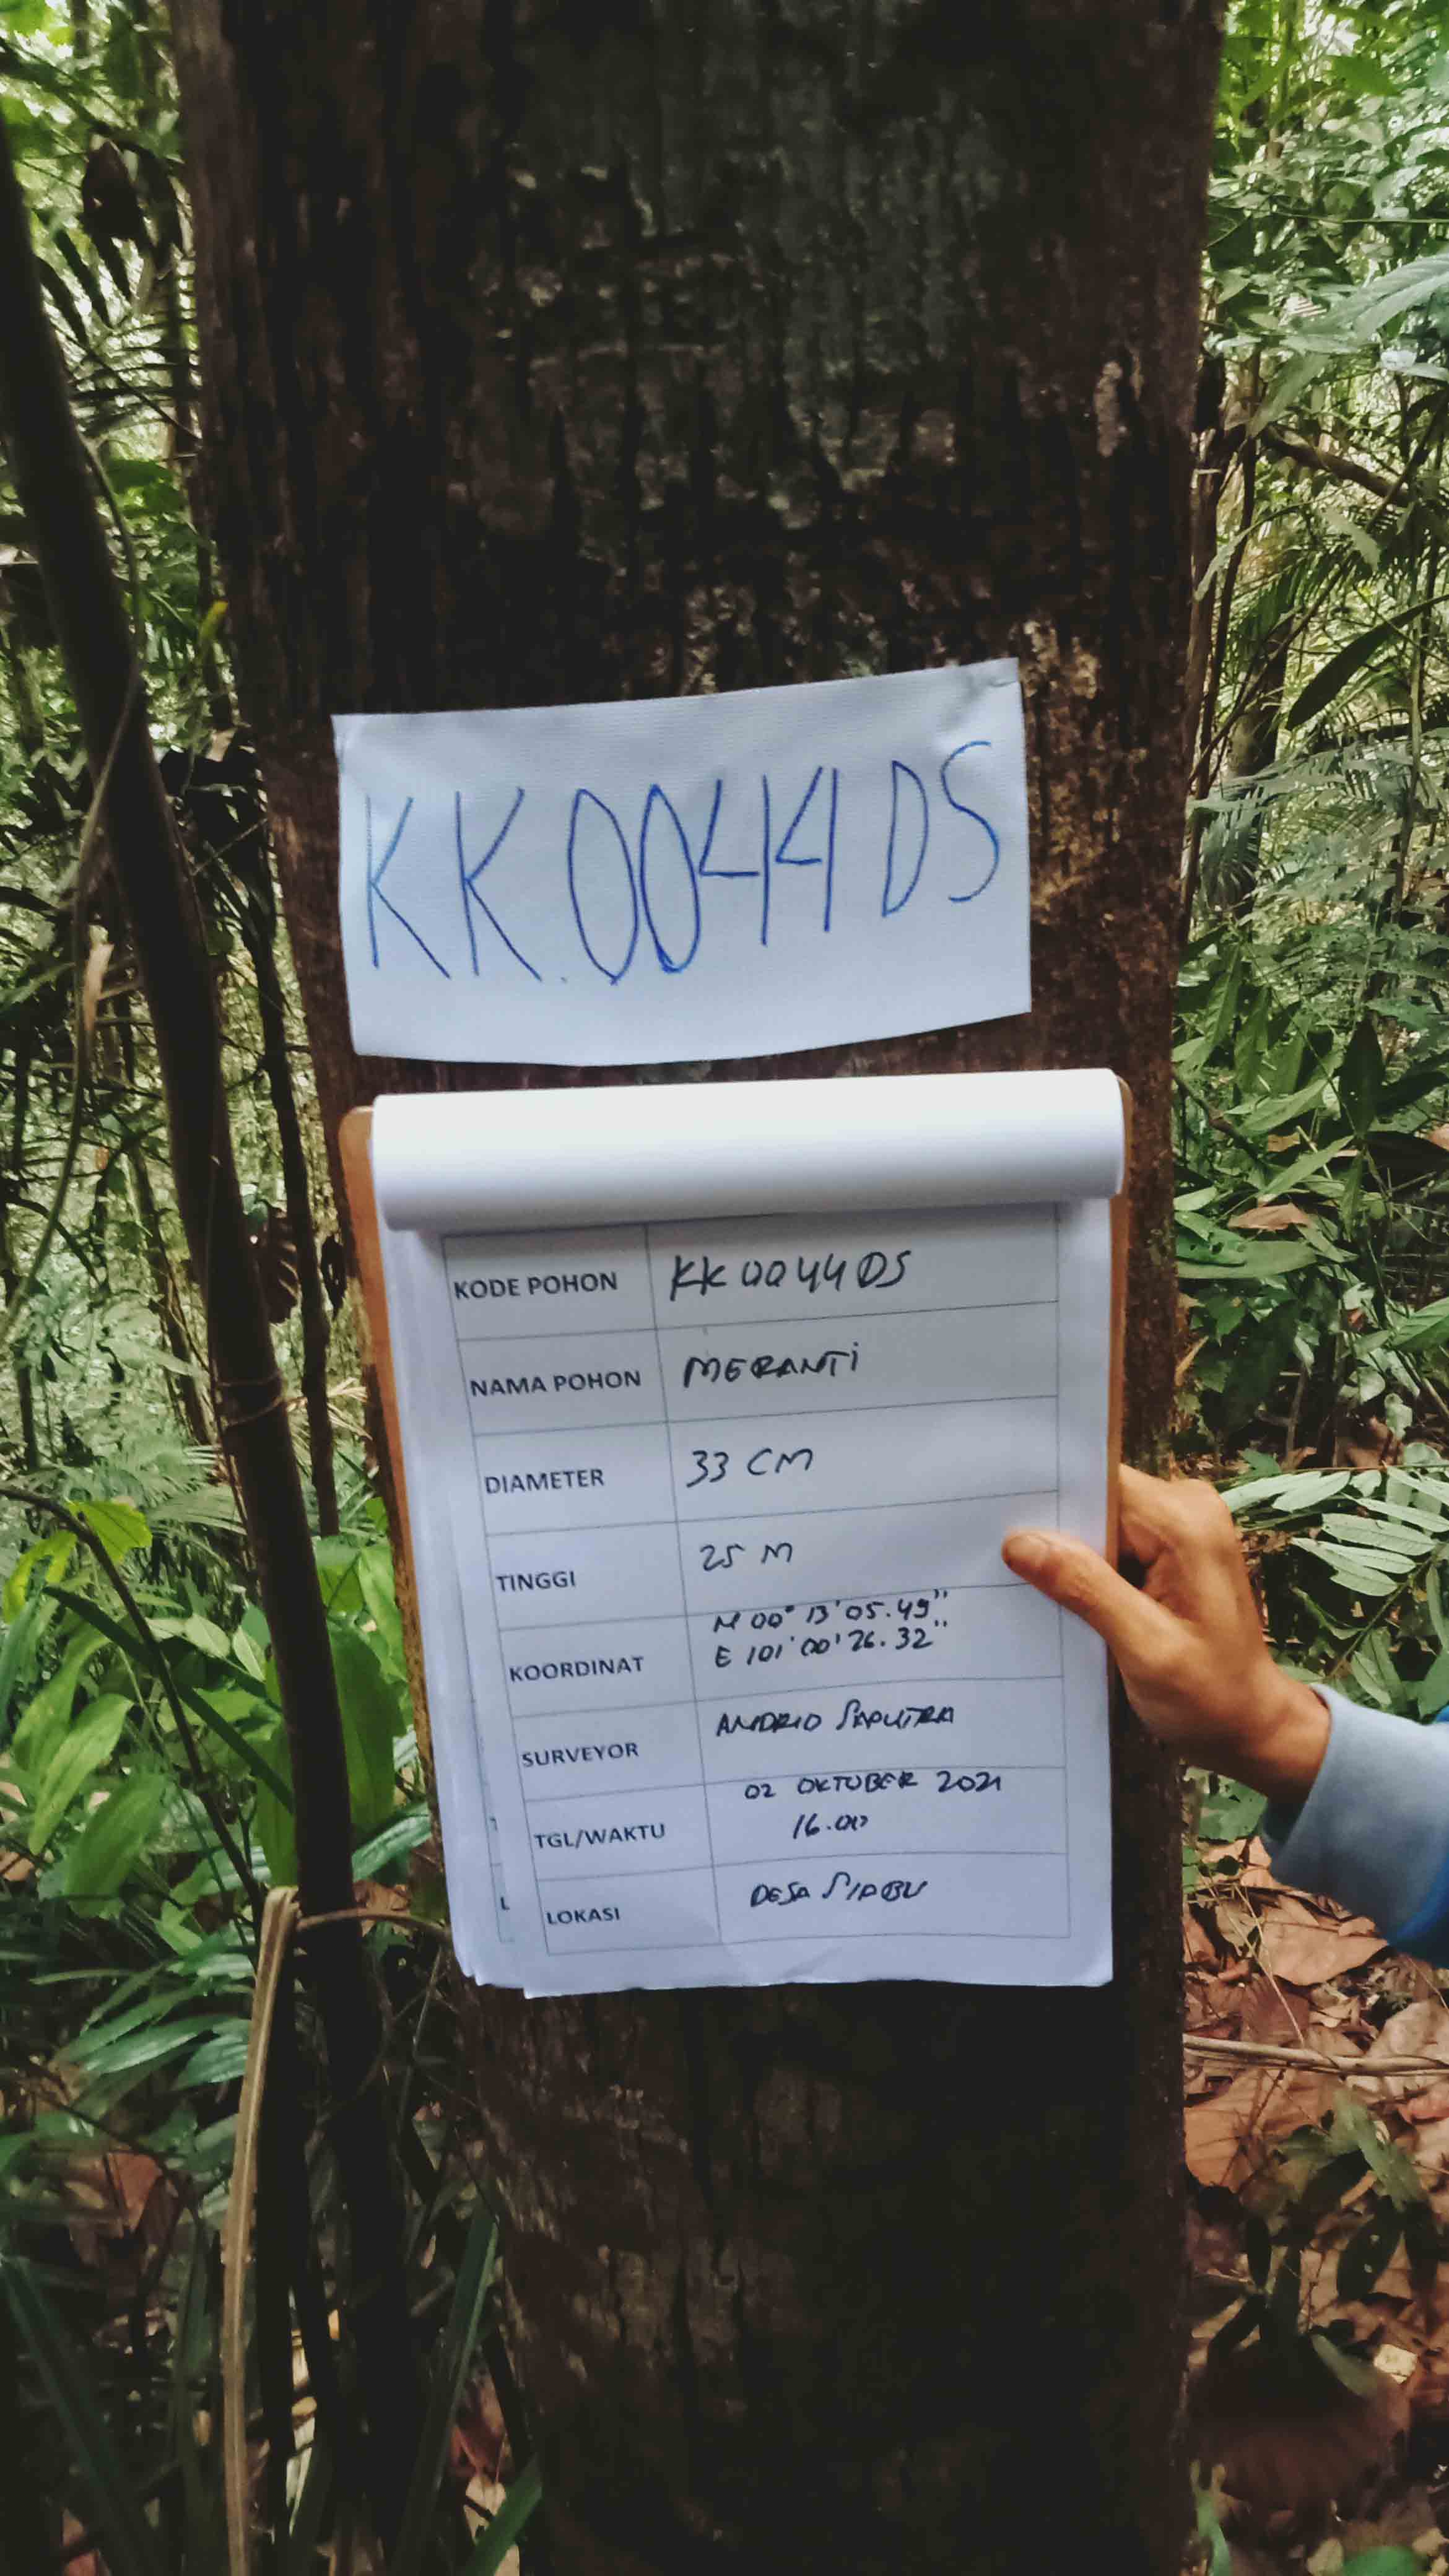 KK.0044DS
KODE POHON KK0044DS
NAMA POHON MERANTi
DIAMETER 33 CM
TINGGI 25 M
KOORDINAT N 00° 13' 05.49"
E 101° 00' 26.32"
SURVEYOR ANDRIO SAPUTRA
TGL/WAKTU 02 OKTOBER 2021
16.00
LOKASI DESA SIABU